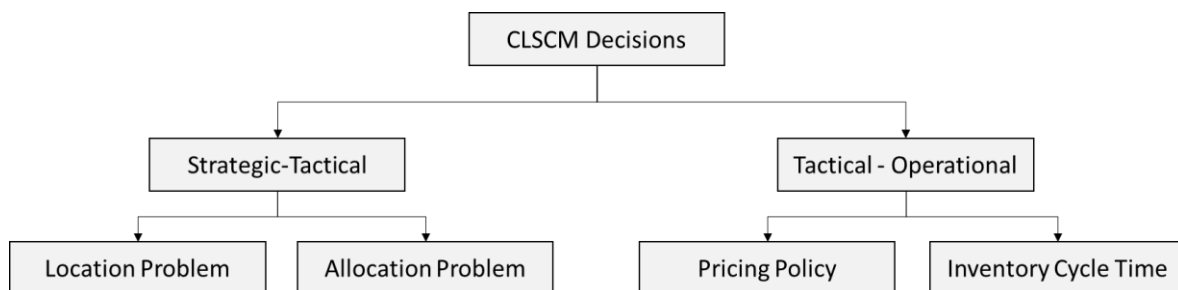 CLSCM Decisions
Strategic-Tactical
Tactical - Operational
Location Problem
Allocation Problem
Pricing Policy
Inventory Cycle Time